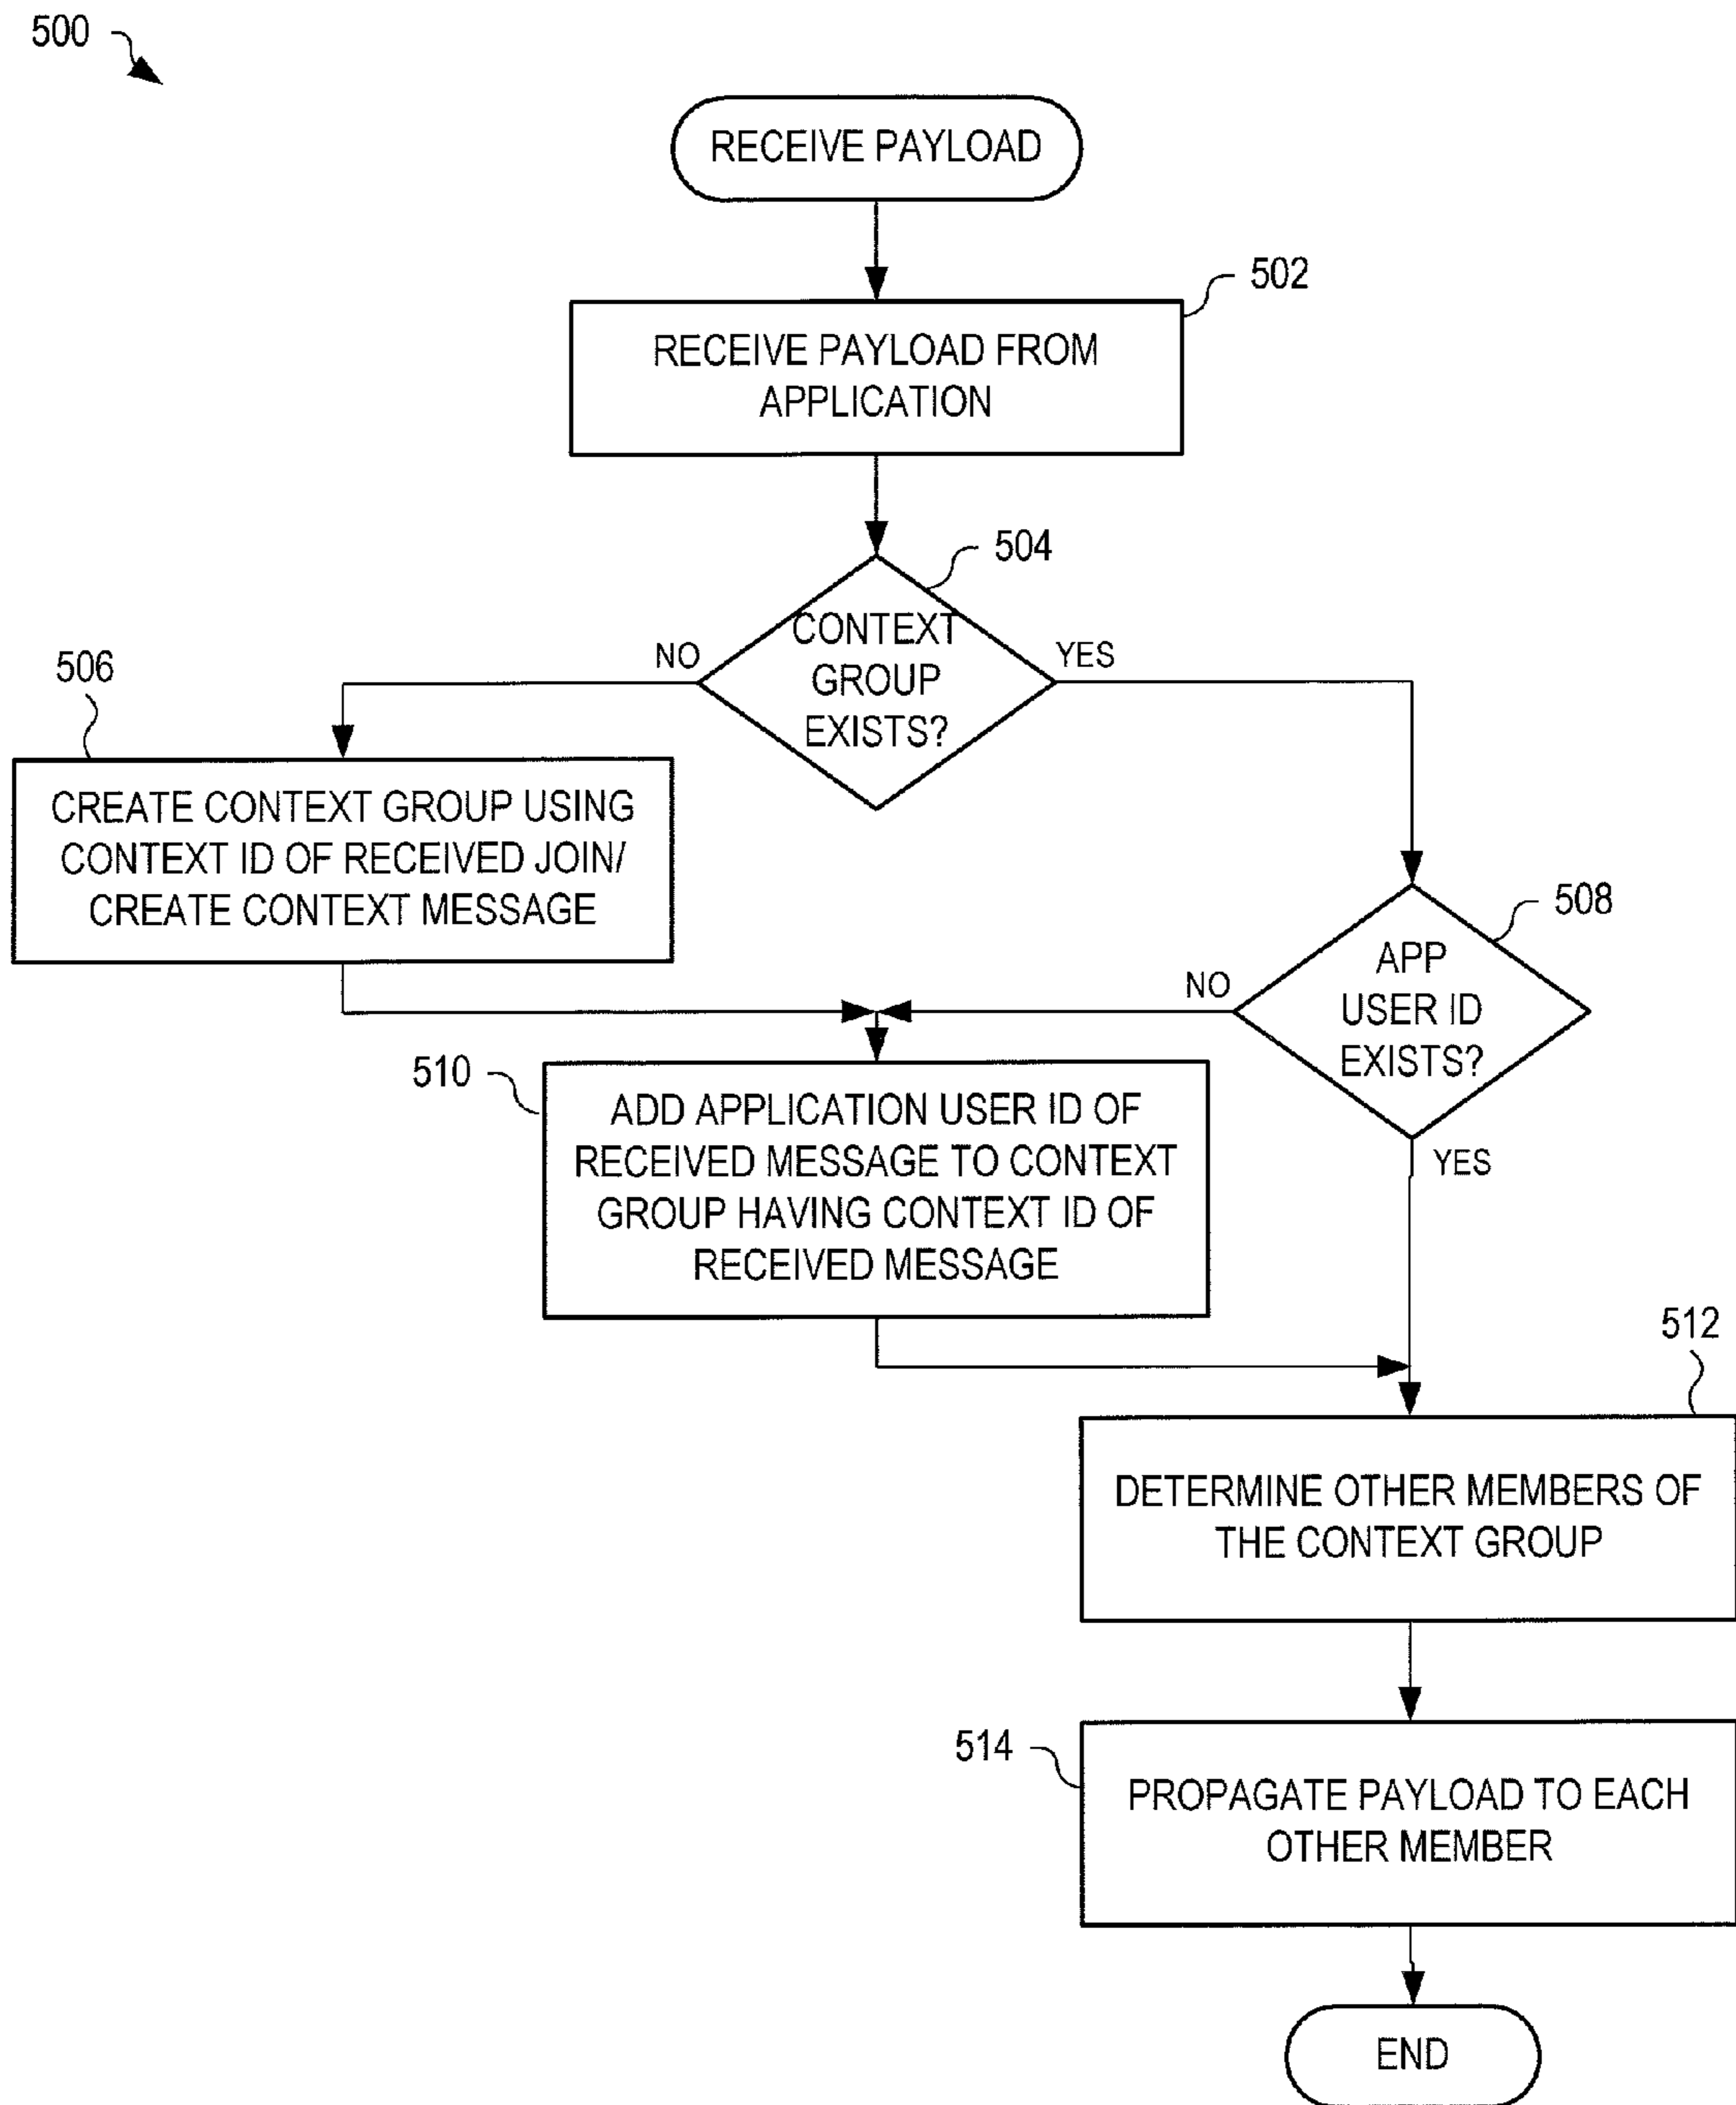 500
RECEIVE PAYLOAD
502
RECEIVE PAYLOAD FROM
APPLICATION
504
CONTEXT
GROUP
EXISTS?
NO
YES
506
CREATE CONTEXT GROUP USING
CONTEXT ID OF RECEIVED JOIN/
CREATE CONTEXT MESSAGE
508
APP
USER ID
EXISTS?
NO
YES
510
ADD APPLICATION USER ID OF
RECEIVED MESSAGE TO CONTEXT
GROUP HAVING CONTEXT ID OF
RECEIVED MESSAGE
512
DETERMINE OTHER MEMBERS OF
THE CONTEXT GROUP
514
PROPAGATE PAYLOAD TO EACH
OTHER MEMBER
END